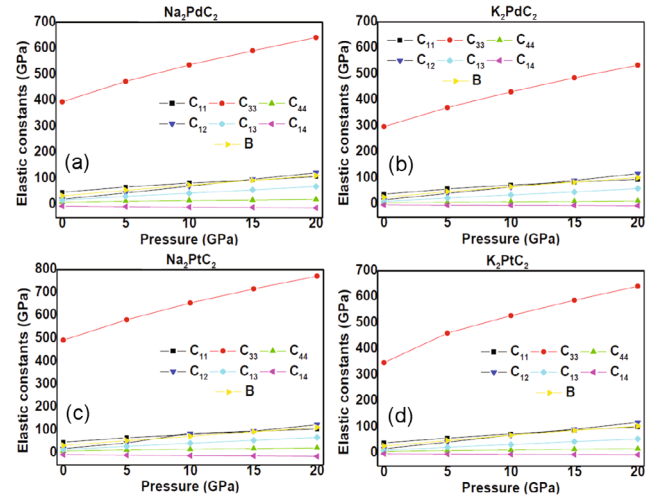 Na₂PdC₂
Elastic constants (GPa)
700
600
500
400
300
200
100
0
C₁₁ C₃₃ C₄₄
C₁₂ C₁₃ C₁₄
B
(a)
0 5 10 15 20
Pressure (GPa)
K₂PdC₂
Elastic constants (GPa)
700
600
500
400
300
200
100
0
C₁₁ C₃₃ C₄₄
C₁₂ C₁₃ C₁₄
B
(b)
0 5 10 15 20
Pressure (GPa)
Na₂PtC₂
Elastic constants (GPa)
800
700
600
500
400
300
200
100
0
C₁₁ C₃₃ C₄₄
C₁₂ C₁₃ C₁₄
B
(c)
0 5 10 15 20
Pressure (GPa)
K₂PtC₂
Elastic constants (GPa)
700
600
500
400
300
200
100
0
C₁₁ C₃₃ C₄₄
C₁₂ C₁₃ C₁₄
B
(d)
0 5 10 15 20
Pressure (GPa)